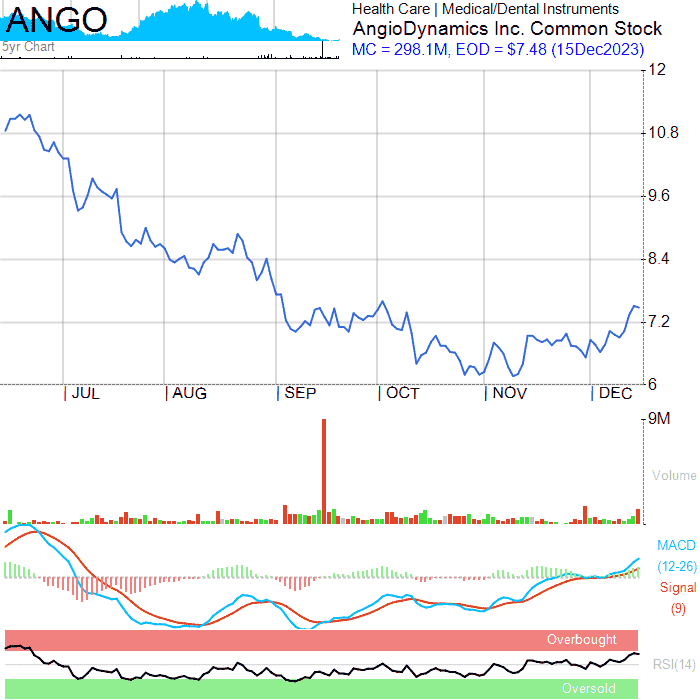 ANGO
5yr Chart
Health Care | Medical/Dental Instruments
AngioDynamics Inc. Common Stock
MC = 298.1M, EOD = $7.48 (15Dec2023)
12
10.8
9.6
8.4
7.2
6
JUL AUG SEP OCT NOV DEC
9M
Volume
MACD
(12-26)
Signal
(9)
Overbought
RSI(14)
Oversold